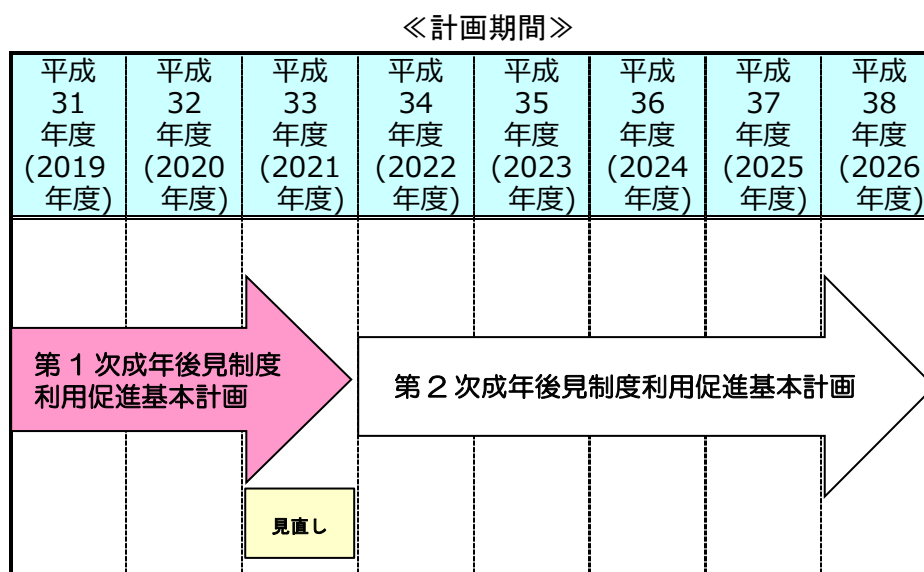 ≪計画期間≫
平成
31
年度
(2019
年度)
平成
32
年度
(2020
年度)
平成
33
年度
(2021
年度)
平成
34
年度
(2022
年度)
平成
35
年度
(2023
年度)
平成
36
年度
(2024
年度)
平成
37
年度
(2025
年度)
平成
38
年度
(2026
年度)
第1次成年後見制度
利用促進基本計画
第2次成年後見制度利用促進基本計画
見直し